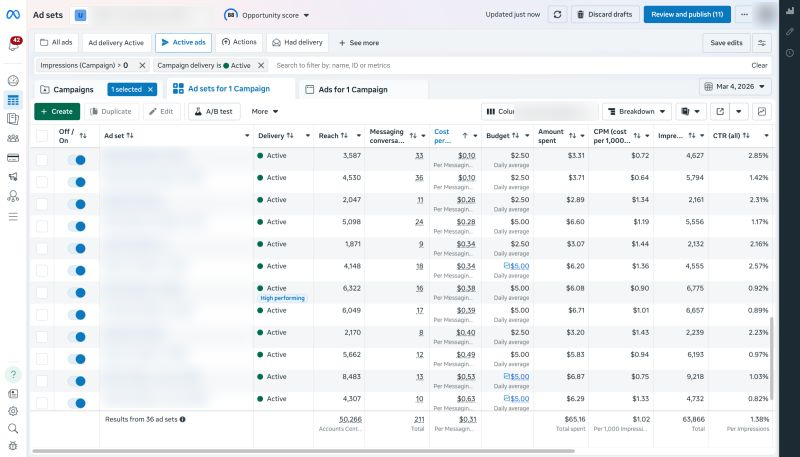 Ad sets
U
88 Opportunity score
Updated just now
Discard drafts
Review and publish (11)
42
All ads
Ad delivery Active
Active ads
Actions
Had delivery
+ See more
Save edits
Impressions (Campaign) > 0
Campaign delivery is Active
Search to filter by: name, ID or metrics
Clear
Campaigns
1 selected
Ad sets for 1 Campaign
Ads for 1 Campaign
Mar 4, 2026
+ Create
Duplicate
Edit
A/B test
More
Colu
Breakdown
Off / On
Ad set
Delivery
Reach
Messaging conversa...
Cost per...
Budget
Amount spent
CPM (cost per 1,000...
Impre...
CTR (all)
Active 3,587 33 $0.10 $2.50 $3.31 $0.72 4,627 2.85%
Per Messagin... Daily average
Active 4,530 36 $0.10 $2.50 $3.71 $0.64 5,794 1.42%
Per Messagin... Daily average
Active 2,047 11 $0.26 $2.50 $2.89 $1.34 2,161 2.31%
Per Messagin... Daily average
Active 5,098 24 $0.28 $5.00 $6.60 $1.19 5,556 1.17%
Per Messagin... Daily average
Active 1,871 9 $0.34 $2.50 $3.07 $1.44 2,132 2.16%
Per Messagin... Daily average
Active 4,148 18 $0.34 $5.00 $6.20 $1.36 4,555 2.57%
Per Messagin... Daily average
Active 6,322 16 $0.38 $5.00 $6.08 $0.90 6,775 0.92%
High performing Per Messagin... Daily average
Active 6,049 17 $0.39 $5.00 $6.71 $1.01 6,657 0.89%
Per Messagin... Daily average
Active 2,170 8 $0.40 $2.50 $3.20 $1.43 2,239 2.23%
Per Messagin... Daily average
Active 5,662 12 $0.49 $5.00 $5.83 $0.94 6,193 0.97%
Per Messagin... Daily average
Active 8,483 13 $0.53 $5.00 $6.87 $0.75 9,218 1.03%
Per Messagin... Daily average
Active 4,307 10 $0.63 $5.00 $6.29 $1.33 4,732 0.82%
Per Messagin... Daily average
Results from 36 ad sets 50,266 211 $0.31 $65.16 $1.02 63,866 1.38%
Accounts Cent... Total Per Messagin... Total spent Per 1,000 Impressi... Total Per Impressions